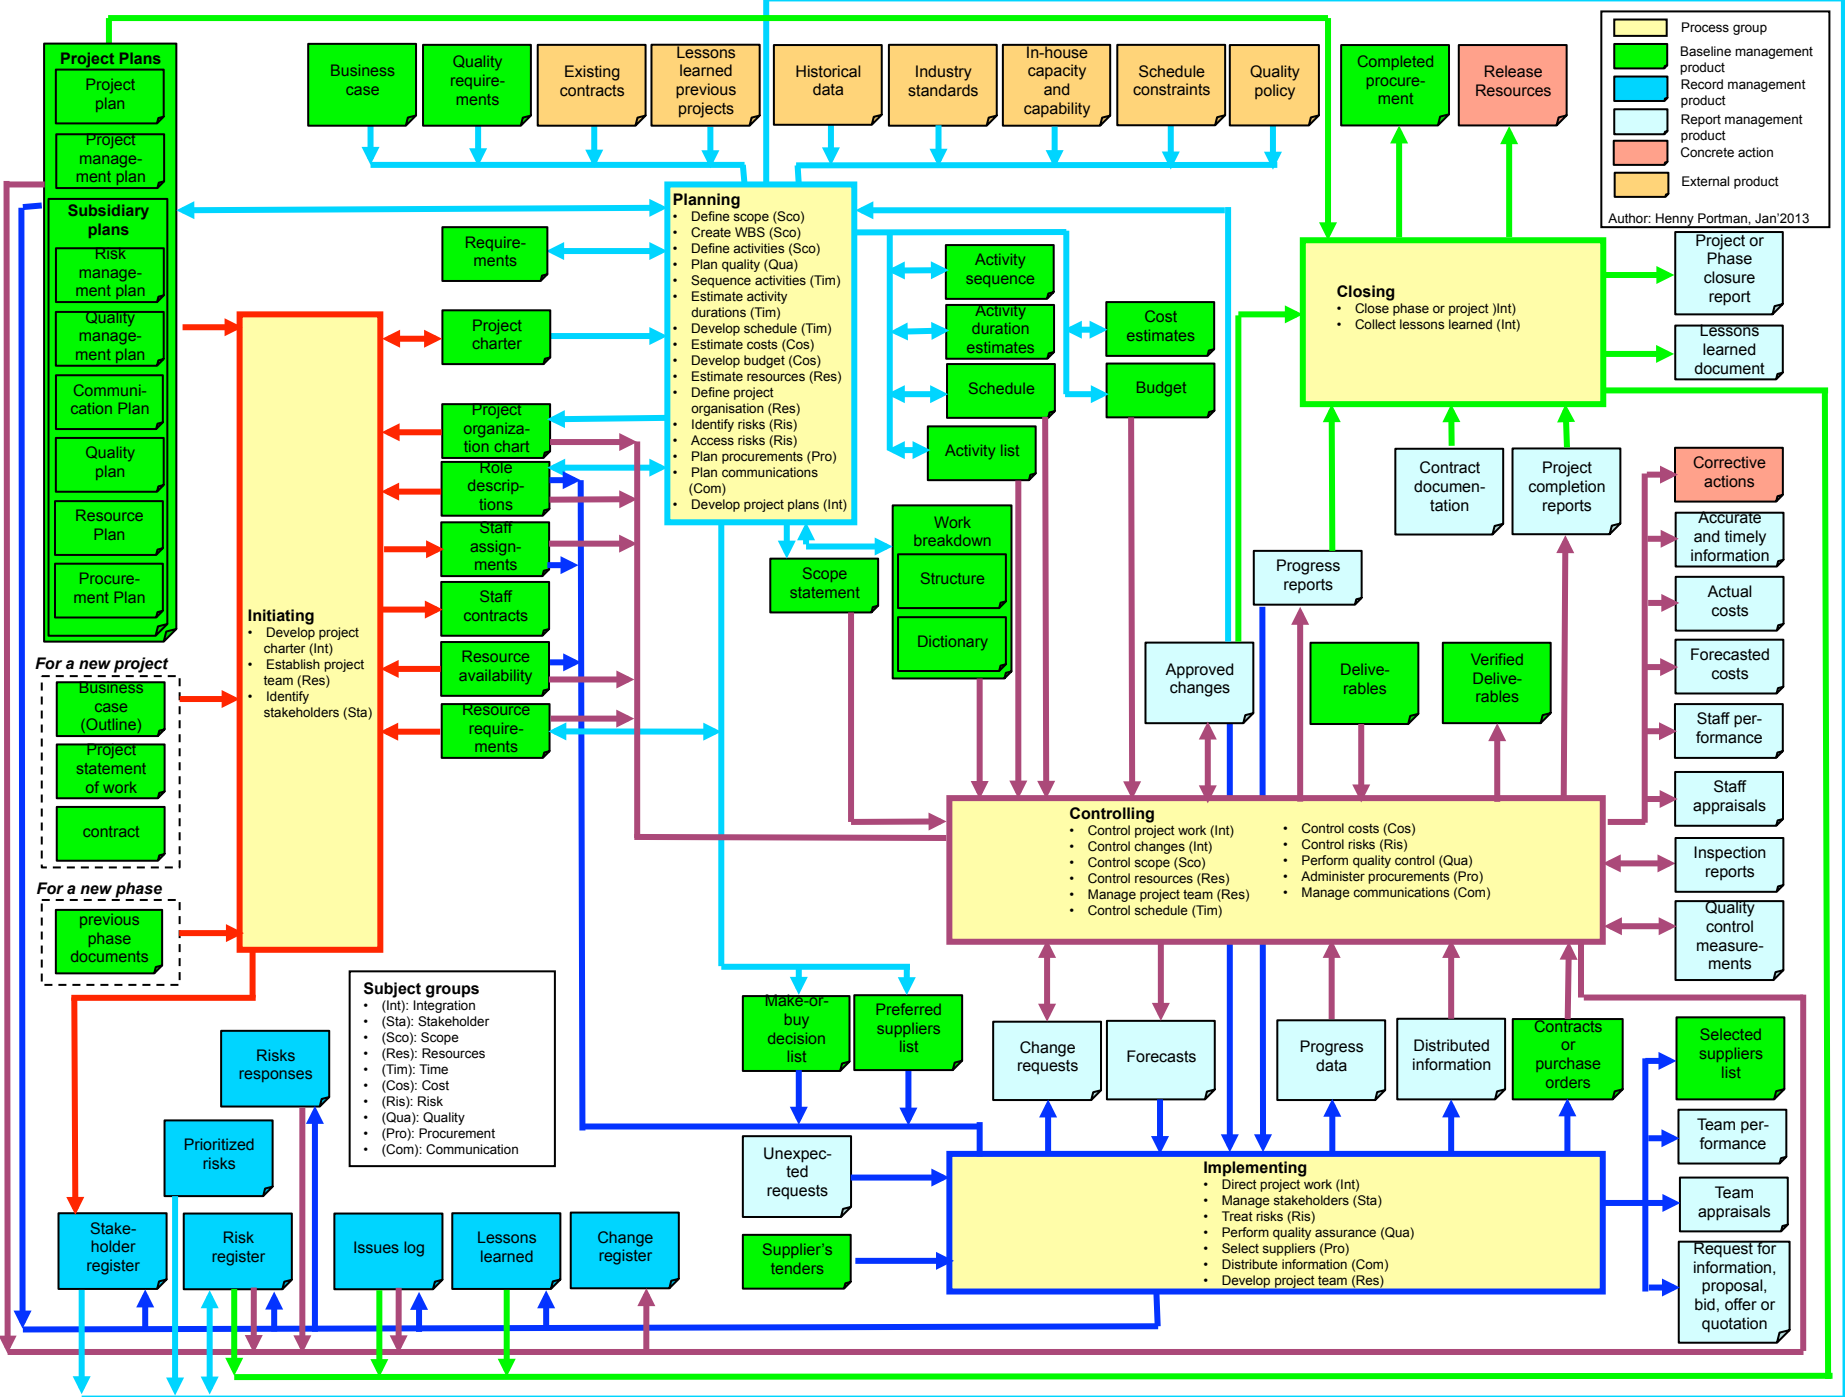 Project Plans
Project
plan
Project
manage-
ment plan
Subsidiary
plans
Risk
manage-
ment plan
Quality
manage-
ment plan
Communi-
cation Plan
Quality
plan
Resource
Plan
Procure-
ment Plan
For a new project
Business
case
(Outline)
Project
statement
of work
contract
For a new phase
previous
phase
documents
Business
case
Quality
require-
ments
Existing
contracts
Lessons
learned
previous
projects
Historical
data
Industry
standards
In-house
capacity
and
capability
Schedule
constraints
Quality
policy
Completed
procure-
ment
Release
Resources
Process group
Baseline management
product
Record management
product
Report management
product
Concrete action
External product
Author: Henny Portman, Jan'2013
Initiating
• Develop project
charter (Int)
• Establish project
team (Res)
• Identify
stakeholders (Sta)
Require-
ments
Project
charter
Project
organiza-
tion chart
Role
descrip-
tions
Staff
assign-
ments
Staff
contracts
Resource
availability
Resource
require-
ments
Planning
• Define scope (Sco)
• Create WBS (Sco)
• Define activities (Sco)
• Plan quality (Qua)
• Sequence activities (Tim)
• Estimate activity
durations (Tim)
• Develop schedule (Tim)
• Estimate costs (Cos)
• Develop budget (Cos)
• Estimate resources (Res)
• Define project
organisation (Res)
• Identify risks (Ris)
• Access risks (Ris)
• Plan procurements (Pro)
• Plan communications
(Com)
• Develop project plans (Int)
Activity
sequence
Activity
duration
estimates
Schedule
Activity list
Cost
estimates
Budget
Work
breakdown
Structure
Dictionary
Scope
statement
Closing
• Close phase or project )Int)
• Collect lessons learned (Int)
Project or
Phase
closure
report
Lessons
learned
document
Contract
documen-
tation
Project
completion
reports
Progress
reports
Approved
changes
Delive-
rables
Verified
Delive-
rables
Corrective
actions
Accurate
and timely
information
Actual
costs
Forecasted
costs
Staff per-
formance
Staff
appraisals
Inspection
reports
Quality
control
measure-
ments
Controlling
• Control project work (Int)
• Control changes (Int)
• Control scope (Sco)
• Control resources (Res)
• Manage project team (Res)
• Control schedule (Tim)
• Control costs (Cos)
• Control risks (Ris)
• Perform quality control (Qua)
• Administer procurements (Pro)
• Manage communications (Com)
Subject groups
• (Int): Integration
• (Sta): Stakeholder
• (Sco): Scope
• (Res): Resources
• (Tim): Time
• (Cos): Cost
• (Ris): Risk
• (Qua): Quality
• (Pro): Procurement
• (Com): Communication
Make-or-
buy
decision
list
Preferred
suppliers
list
Change
requests
Forecasts
Progress
data
Distributed
information
Contracts
or
purchase
orders
Selected
suppliers
list
Team per-
formance
Team
appraisals
Request for
information,
proposal,
bid, offer or
quotation
Unexpec-
ted
requests
Supplier's
tenders
Implementing
• Direct project work (Int)
• Manage stakeholders (Sta)
• Treat risks (Ris)
• Perform quality assurance (Qua)
• Select suppliers (Pro)
• Distribute information (Com)
• Develop project team (Res)
Risks
responses
Prioritized
risks
Stake-
holder
register
Risk
register
Issues log
Lessons
learned
Change
register